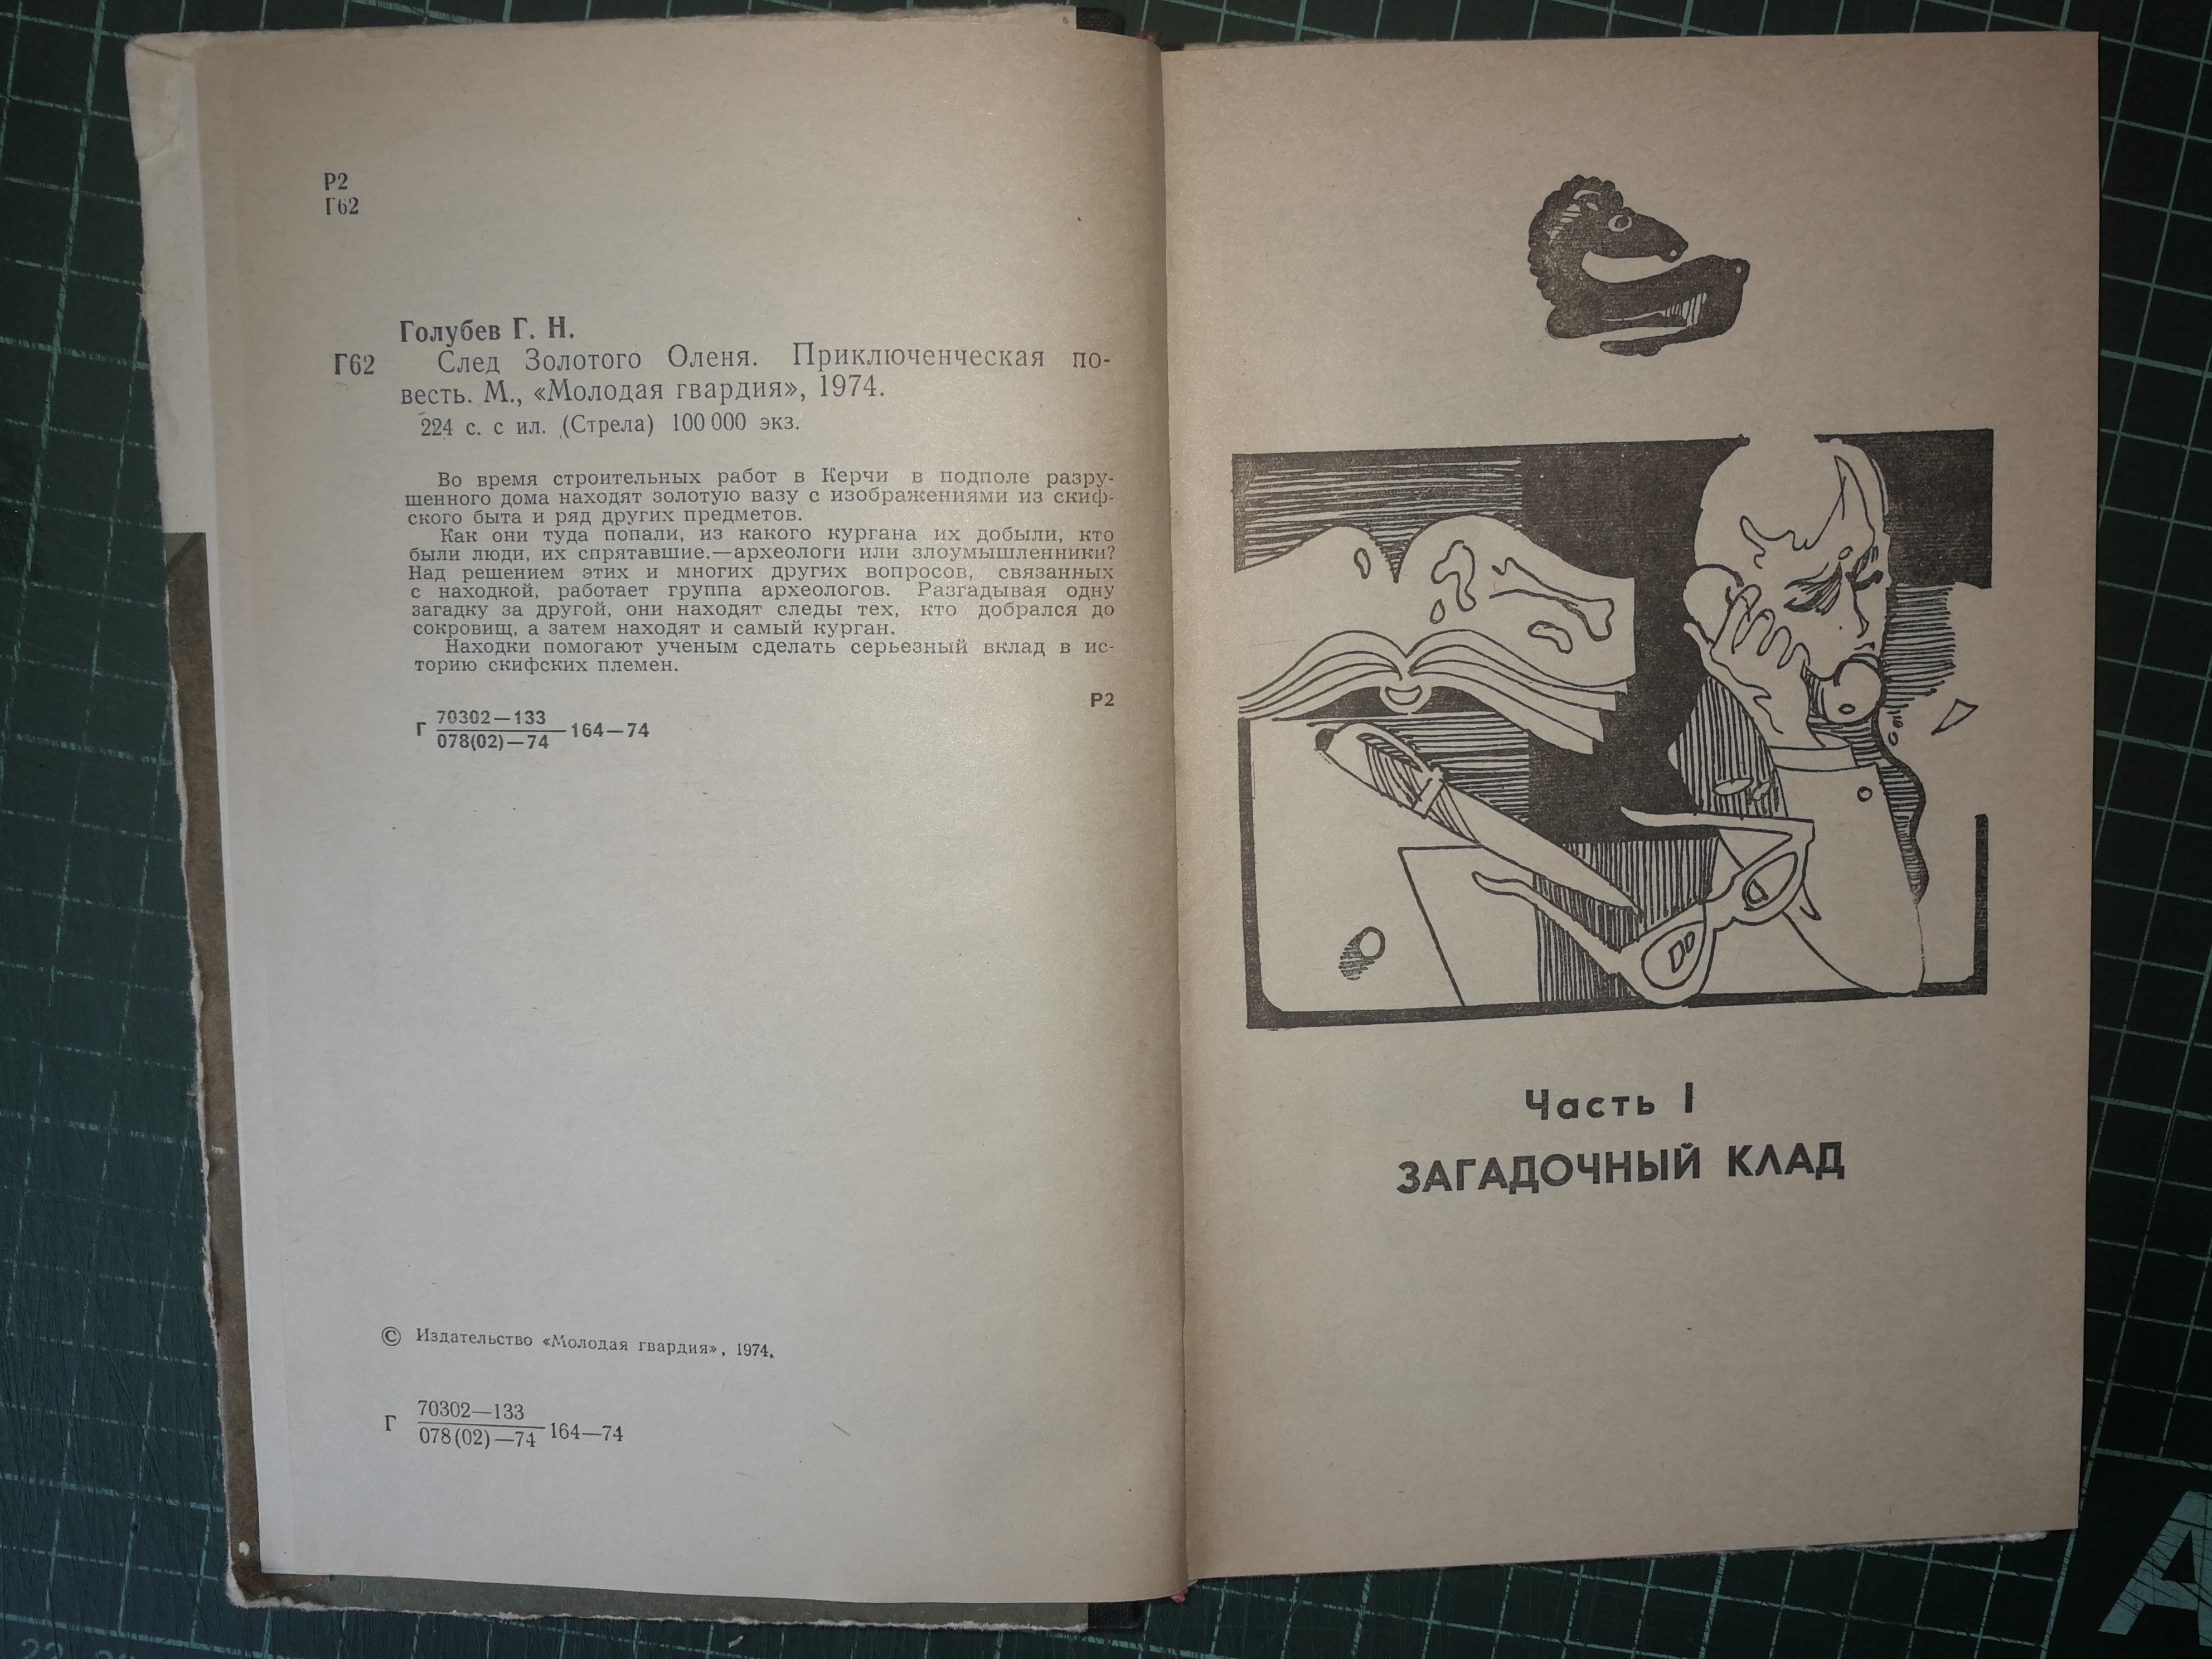 Р2
Г62
Голубев Г. Н.
Г62 След Золотого Оленя. Приключенческая по-
весть. М., «Молодая гвардия», 1974.
224 с. с ил. (Стрела) 100 000 экз.
Во время строительных работ в Керчи в подполе разру-
шенного дома находят золотую вазу с изображениями из скиф-
ского быта и ряд других предметов.
Как они туда попали, из какого кургана их добыли, кто
были люди, их спрятавшие,—археологи или злоумышленники?
Над решением этих и многих других вопросов, связанных
с находкой, работает группа археологов. Разгадывая одну
загадку за другой, они находят следы тех, кто добрался до
сокровищ, а затем находят и самый курган.
Находки помогают ученым сделать серьезный вклад в ис-
торию скифских племен.
Р2
70302—133
Г 164—74
078(02)—74
© Издательство «Молодая гвардия», 1974.
70302—133
Г 164—74
078(02)—74
Часть I
ЗАГАДОЧНЫЙ КЛАД
A
22